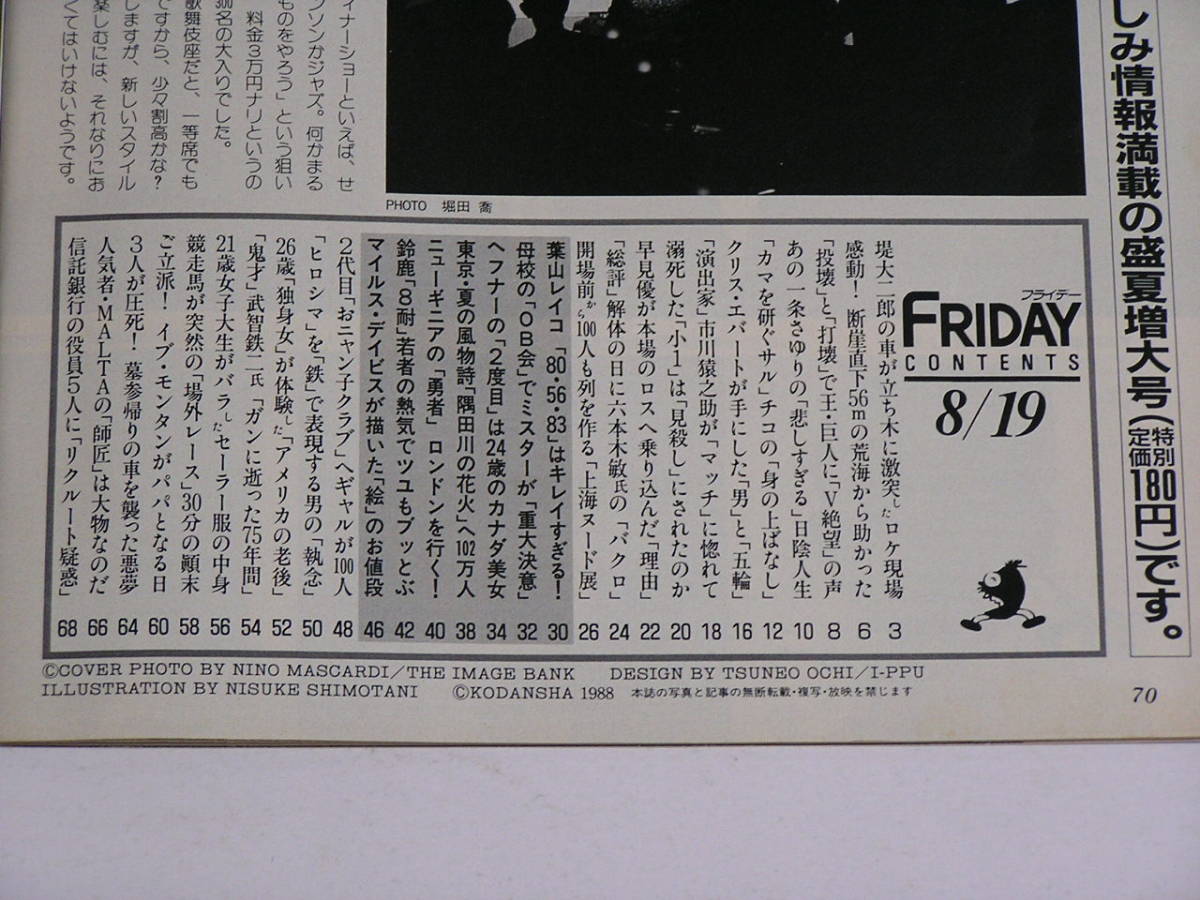 しみ情報満載の盛夏増大号(特別定価180円)です。
ィナーショーといえば、せ
ンソンかジャズ。何かまる
ものをやろう」という狙い
料金3万円ナリというの
300名の大入りでした。
歌舞伎座だと、一等席でも
ですから、少々割高かな?
しますが、新しいスタイル
楽しむには、それなりにお
くてはいけないようです。
PHOTO 堀田 喬
フライデー
FRIDAY
CONTENTS
8/19
堤大二郎の車が立ち木に激突したロケ現場 3
感動!断崖直下56mの荒海から助かった 6
「投壊」と「打壊」で王・巨人に「V絶望」の声 8
あの一条さゆりの「悲しすぎる」日陰人生 10
「カマを研ぐサル」チコの「身の上ばなし」 12
クリス・エバートが手にした「男」と「五輪」 16
「演出家」市川猿之助が「マッチ」に惚れて 18
溺死した「小1」は「見殺し」にされたのか 20
早見優が本場のロスへ乗り込んだ「理由」 22
「総評」解体の日に六本木敏氏の「バクロ」 24
開場前から100人も列を作る「上海ヌード展」 26
葉山レイコ「80・56・83」はキレイすぎる! 30
母校の「OB会」でミスターが「重大決意」 32
ヘフナーの「2度目」は24歳のカナダ美女 34
東京・夏の風物詩「隅田川の花火」へ102万人 38
ニューギニアの「勇者」ロンドンを行く! 40
鈴鹿「8耐」若者の熱気でツユもブッとぶ 42
マイルス・デイビスが描いた「絵」のお値段 46
2代目「おニャン子クラブ」へギャルが100人 48
「ヒロシマ」を「鉄」で表現する男の「執念」 50
26歳「独身女」が体験した「アメリカの老後」 52
「鬼才」武智鉄二氏「ガンに逝った75年間」 54
21歳女子大生がバラしたセーラー服の中身 56
競走馬が突然の「場外レース」30分の顚末 58
ご立派!イブ・モンタンがパパとなる日 60
3人が圧死!墓参帰りの車を襲った悪夢 64
人気者・MALTAの「師匠」は大物なのだ 66
信託銀行の役員5人に「リクルート疑惑」 68
©COVER PHOTO BY NINO MASCARDI/THE IMAGE BANK DESIGN BY TSUNEO OCHI/I-PPU
ILLUSTRATION BY NISUKE SHIMOTANI ©KODANSHA 1988 本誌の写真と記事の無断転載・複写・放映を禁じます
70